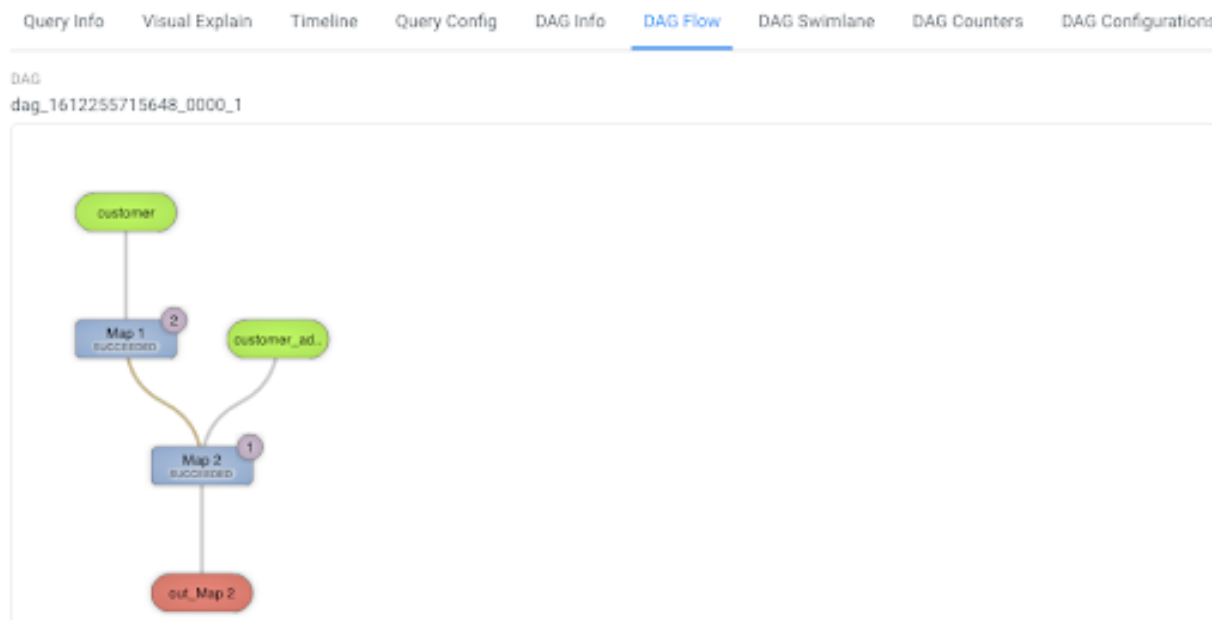 Query Info Visual Explain Timeline Query Config DAG Info DAG Flow DAG Swimlane DAG Counters DAG Configurations
DAG
dag_1612255715648_0000_1
customer
2
Map 1
SUCCEEDED
customer_ad..
1
Map 2
SUCCEEDED
out_Map 2